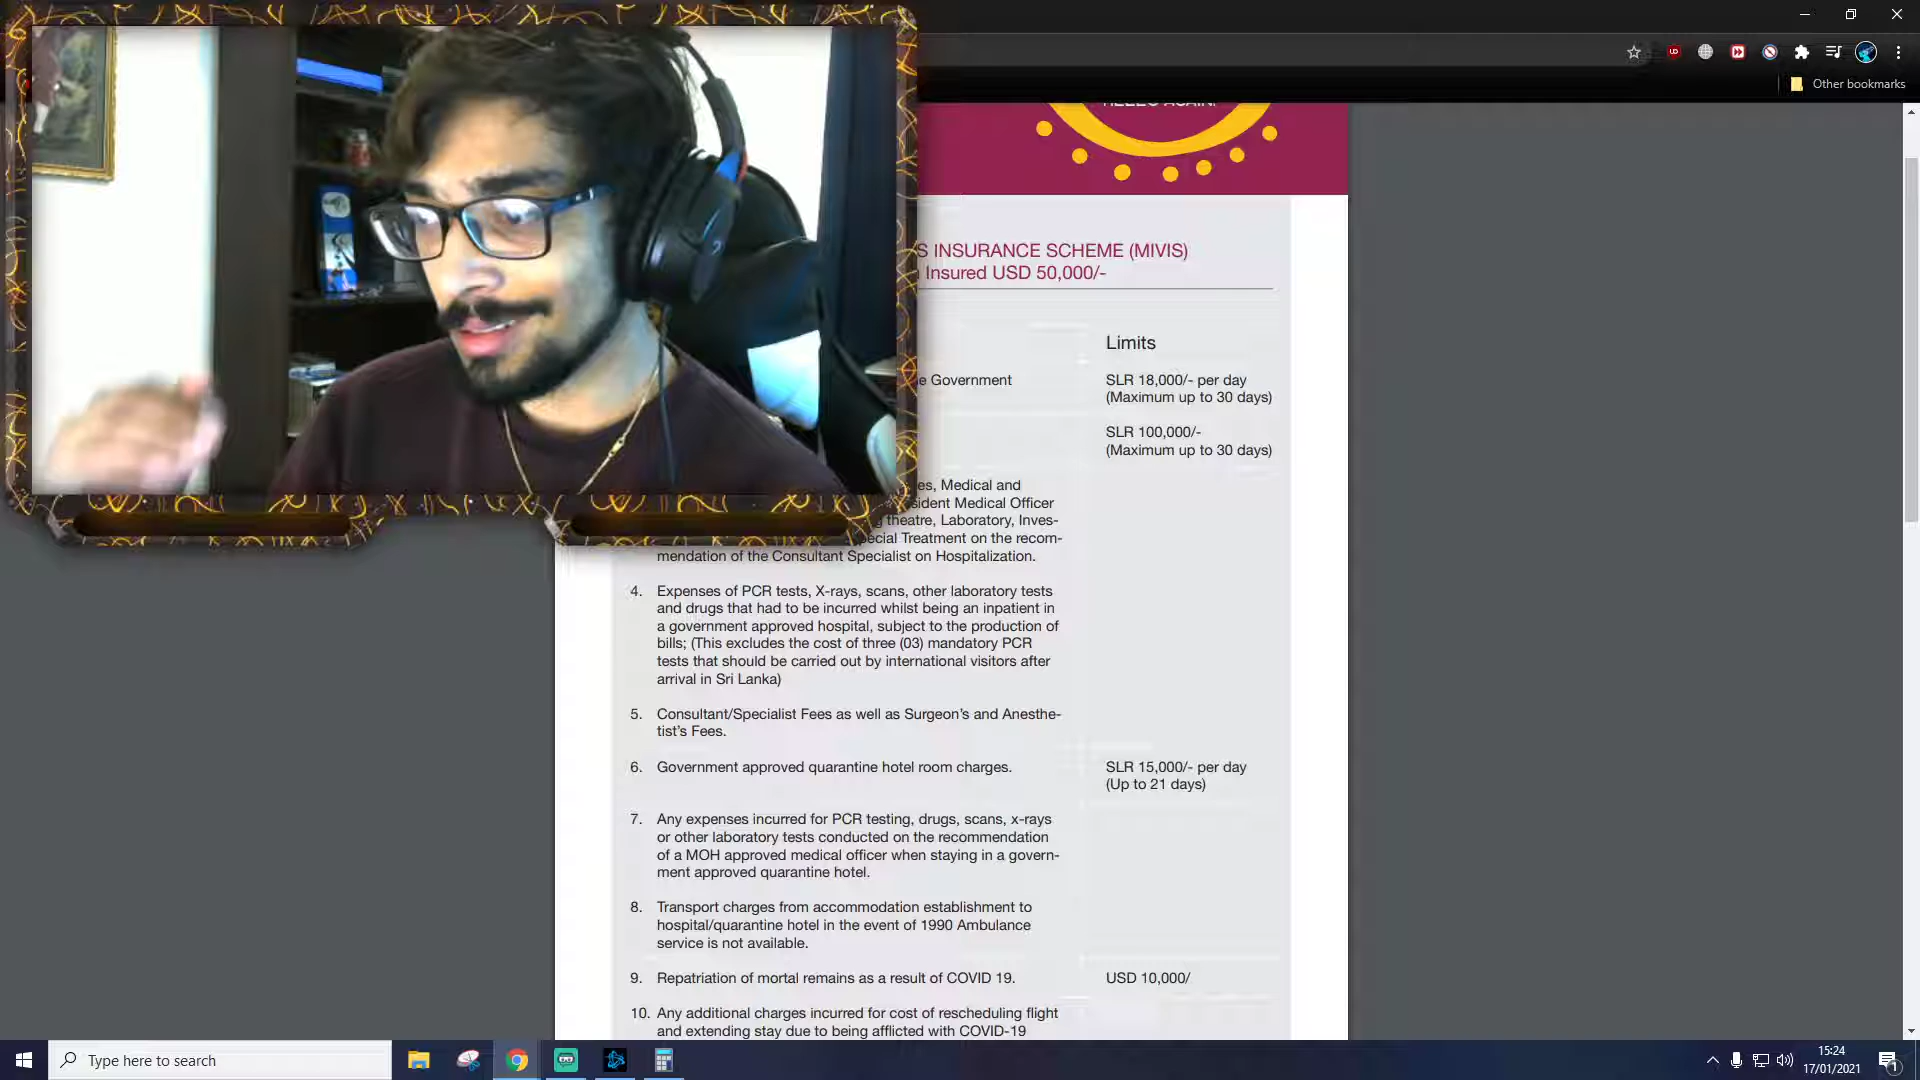 Other bookmarks
HELLO AGAIN!
S INSURANCE SCHEME (MIVIS)
Insured USD 50,000/-
Limits
Government
SLR 18,000/- per day
(Maximum up to 30 days)
SLR 100,000/-
(Maximum up to 30 days)
es, Medical and
sident Medical Officer
theatre, Laboratory, Inves-
ecial Treatment on the recom-
mendation of the Consultant Specialist on Hospitalization.
4. Expenses of PCR tests, X-rays, scans, other laboratory tests
and drugs that had to be incurred whilst being an inpatient in
a government approved hospital, subject to the production of
bills; (This excludes the cost of three (03) mandatory PCR
tests that should be carried out by international visitors after
arrival in Sri Lanka)
5. Consultant/Specialist Fees as well as Surgeon's and Anesthe-
tist's Fees.
6. Government approved quarantine hotel room charges.
SLR 15,000/- per day
(Up to 21 days)
7. Any expenses incurred for PCR testing, drugs, scans, x-rays
or other laboratory tests conducted on the recommendation
of a MOH approved medical officer when staying in a govern-
ment approved quarantine hotel.
8. Transport charges from accommodation establishment to
hospital/quarantine hotel in the event of 1990 Ambulance
service is not available.
9. Repatriation of mortal remains as a result of COVID 19.
USD 10,000/
10. Any additional charges incurred for cost of rescheduling flight
and extending stay due to being afflicted with COVID-19
Type here to search
15:24
17/01/2021
1